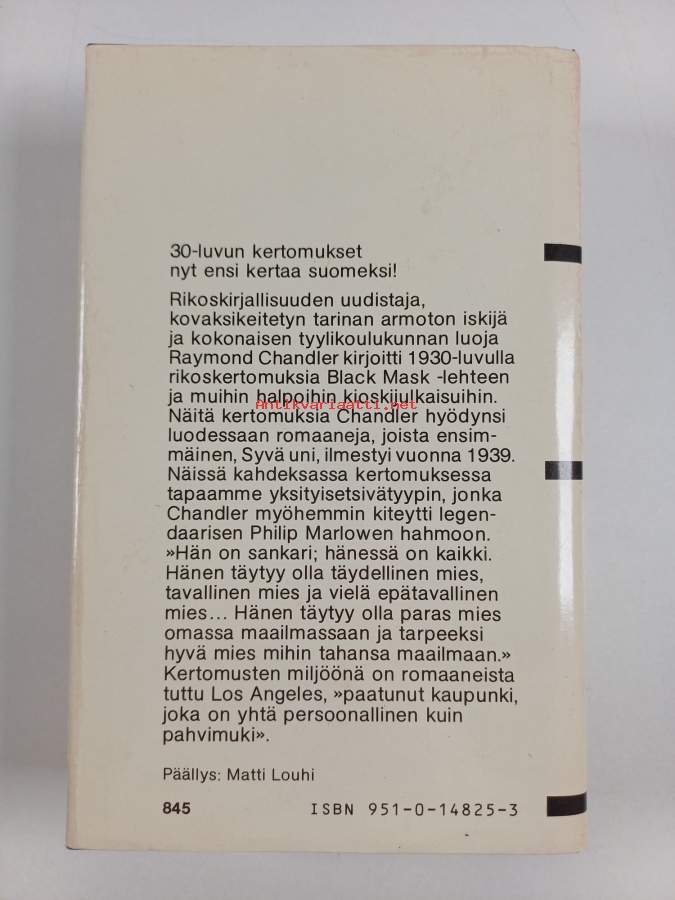 30-luvun kertomukset
nyt ensi kertaa suomeksi!
Rikoskirjallisuuden uudistaja,
kovaksikeitetyn tarinan armoton iskijä
ja kokonaisen tyylikoulukunnan luoja
Raymond Chandler kirjoitti 1930-luvulla
rikoskertomuksia Black Mask -lehteen
ja muihin halpoihin kioskijulkaisuihin.
Antikvariaatti.net
Näitä kertomuksia Chandler hyödynsi
luodessaan romaaneja, joista ensim-
mäinen, Syvä uni, ilmestyi vuonna 1939.
Näissä kahdeksassa kertomuksessa
tapaamme yksityisetsivätyypin, jonka
Chandler myöhemmin kiteytti legen-
daarisen Philip Marlowen hahmoon.
»Hän on sankari; hänessä on kaikki.
Hänen täytyy olla täydellinen mies,
tavallinen mies ja vielä epätavallinen
mies... Hänen täytyy olla paras mies
omassa maailmassaan ja tarpeeksi
hyvä mies mihin tahansa maailmaan.»
Kertomusten miljöönä on romaaneista
tuttu Los Angeles, »paatunut kaupunki,
joka on yhtä persoonallinen kuin
pahvimuki».
Päällys: Matti Louhi
845 ISBN 951-0-14825-3